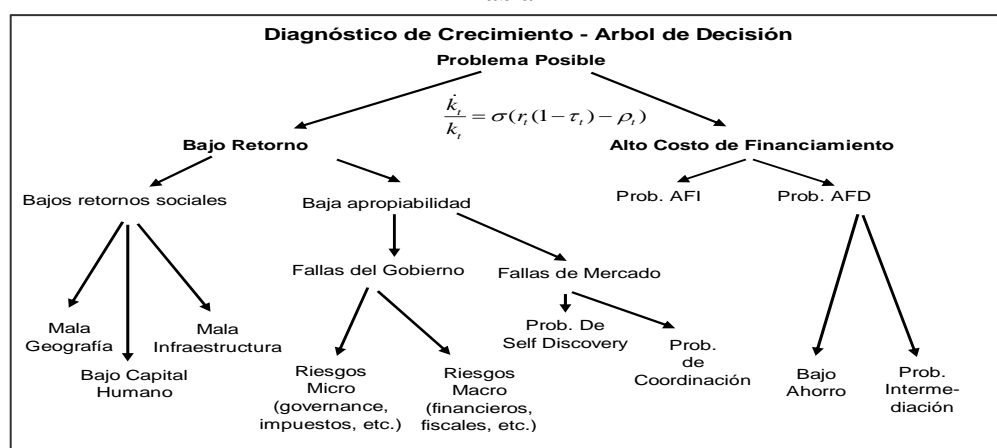 Diagnóstico de Crecimiento - Arbol de Decisión
Problema Posible
k̇ₜ/kₜ = σ(rₜ(1−τₜ)−ρₜ)
Bajo Retorno
Alto Costo de Financiamiento
Bajos retornos sociales
Baja apropiabilidad
Prob. AFI
Prob. AFD
Fallas del Gobierno
Fallas de Mercado
Mala
Geografía
Bajo Capital
Humano
Mala
Infraestructura
Riesgos
Micro
(governance,
impuestos, etc.)
Riesgos
Macro
(financieros,
fiscales, etc.)
Prob. De
Self Discovery
Prob.
de
Coordinación
Bajo
Ahorro
Prob.
Interme-
diación